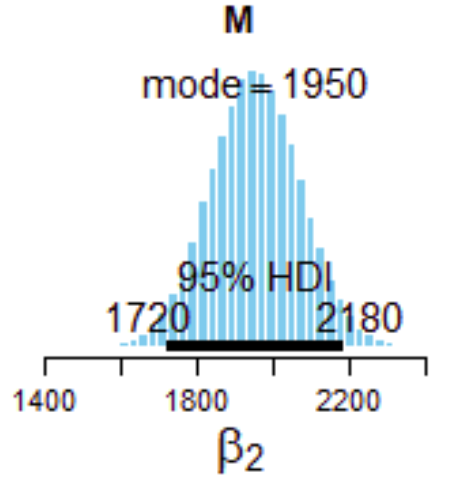 M
mode = 1950
95% HDI
1720 2180
1400 1800 2200
β2